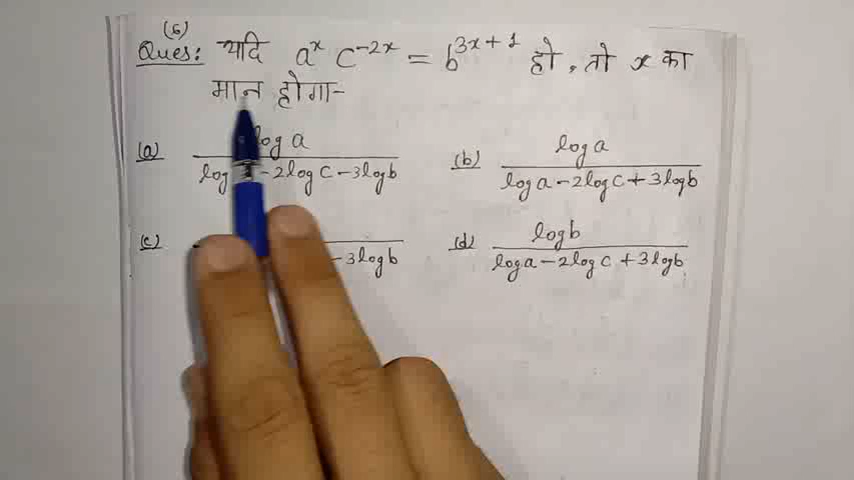 (6)
Ques: यदि a^x c^-2x = b^3x+1 हो, तो x का
मान होगा-
(a) log a / log - 2log c - 3log b
(b) log a / log a - 2log c + 3log b
(c) - 3log b
(d) log b / log a - 2log c + 3log b